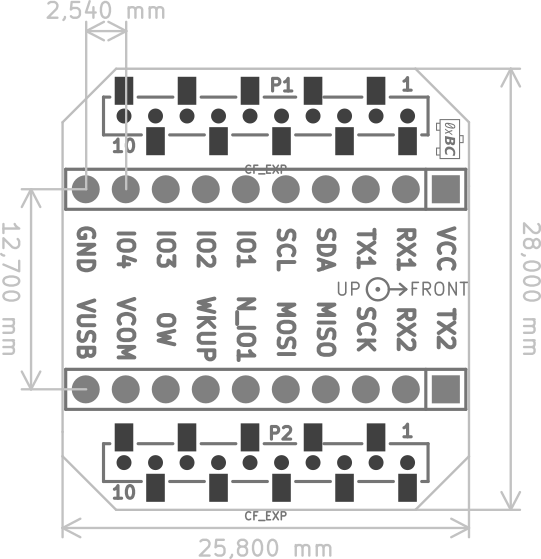 2,540 mm
P1
1
0xBC
10
CF_EXP
GND IO4 IO3 IO2 IO1 SCL SDA TX1 RX1 VCC
12,700 mm
28,000 mm
UP FRONT
VUSB VCOM OW WKUP N_IO1 MOSI MISO SCK RX2 TX2
P2
1
10
CF_EXP
25,800 mm